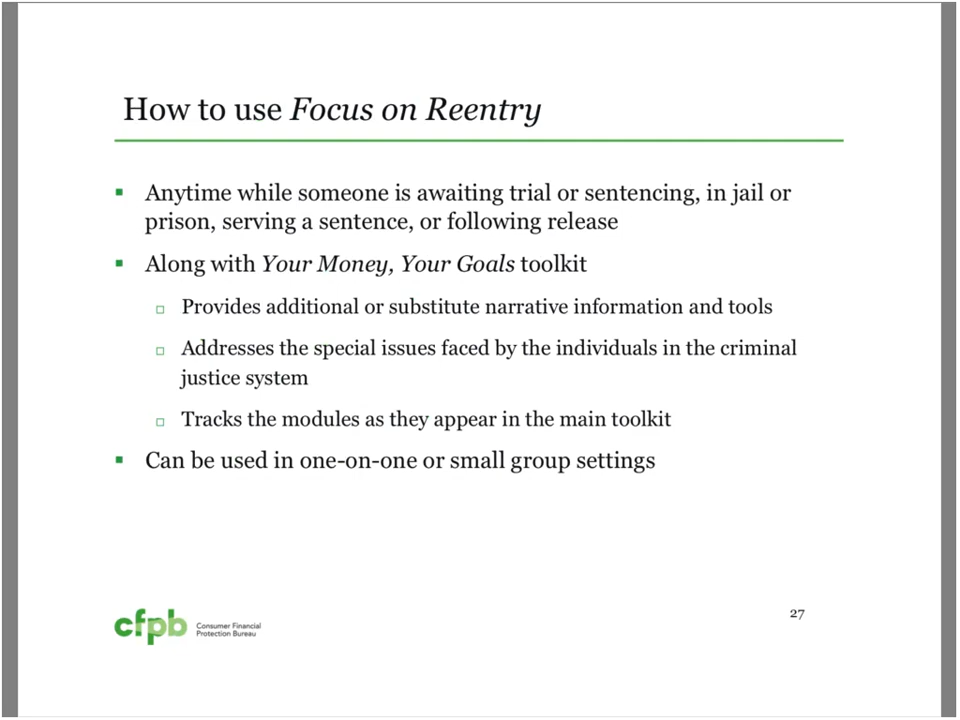 How to use Focus on Reentry
Anytime while someone is awaiting trial or sentencing, in jail or
prison, serving a sentence, or following release
Along with Your Money, Your Goals toolkit
Provides additional or substitute narrative information and tools
Addresses the special issues faced by the individuals in the criminal
justice system
Tracks the modules as they appear in the main toolkit
Can be used in one-on-one or small group settings
27
cfpb
Consumer Financial
Protection Bureau